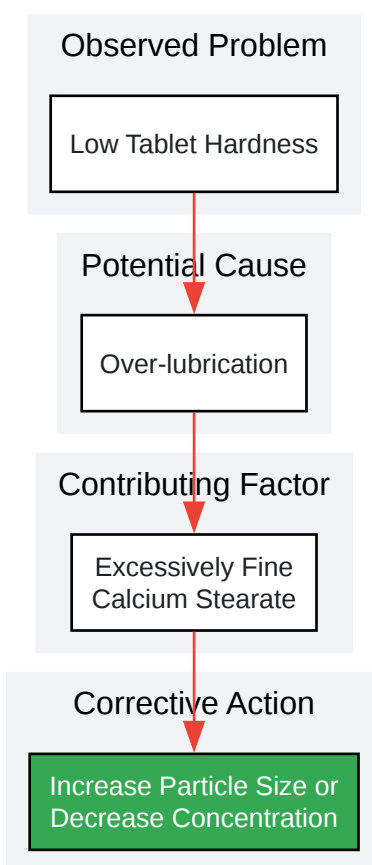 Observed Problem
Low Tablet Hardness
Potential Cause
Over-lubrication
Contributing Factor
Excessively Fine
Calcium Stearate
Corrective Action
Increase Particle Size or
Decrease Concentration